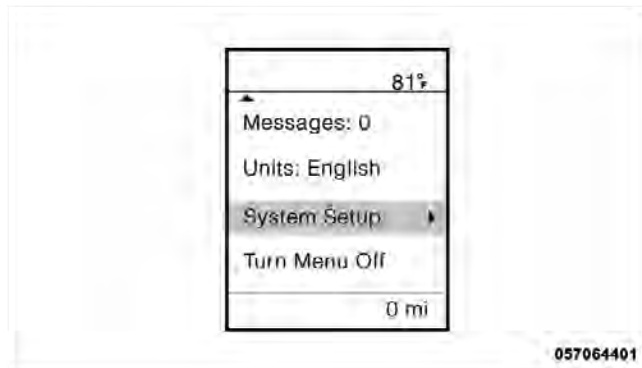 81°F
Messages: 0
Units: English
System Setup
Turn Menu Off
0 mi
057064401